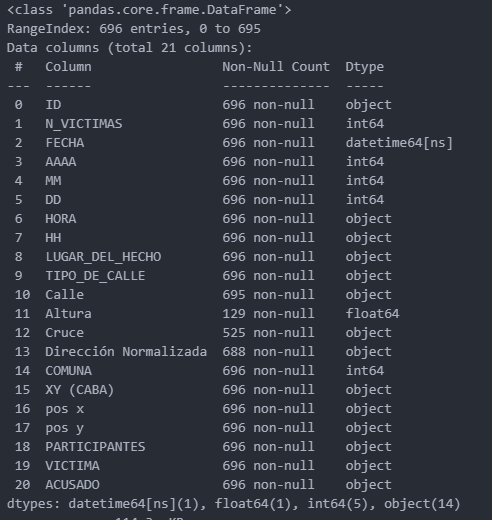 <class 'pandas.core.frame.DataFrame'>
RangeIndex: 696 entries, 0 to 695
Data columns (total 21 columns):
 #   Column                 Non-Null Count  Dtype
---  ------                 --------------  -----
 0   ID                     696 non-null    object
 1   N_VICTIMAS             696 non-null    int64
 2   FECHA                  696 non-null    datetime64[ns]
 3   AAAA                   696 non-null    int64
 4   MM                     696 non-null    int64
 5   DD                     696 non-null    int64
 6   HORA                   696 non-null    object
 7   HH                     696 non-null    object
 8   LUGAR_DEL_HECHO        696 non-null    object
 9   TIPO_DE_CALLE          696 non-null    object
 10  Calle                  695 non-null    object
 11  Altura                 129 non-null    float64
 12  Cruce                  525 non-null    object
 13  Dirección Normalizada  688 non-null    object
 14  COMUNA                 696 non-null    int64
 15  XY (CABA)              696 non-null    object
 16  pos x                  696 non-null    object
 17  pos y                  696 non-null    object
 18  PARTICIPANTES          696 non-null    object
 19  VICTIMA                696 non-null    object
 20  ACUSADO                696 non-null    object
dtypes: datetime64[ns](1), float64(1), int64(5), object(14)